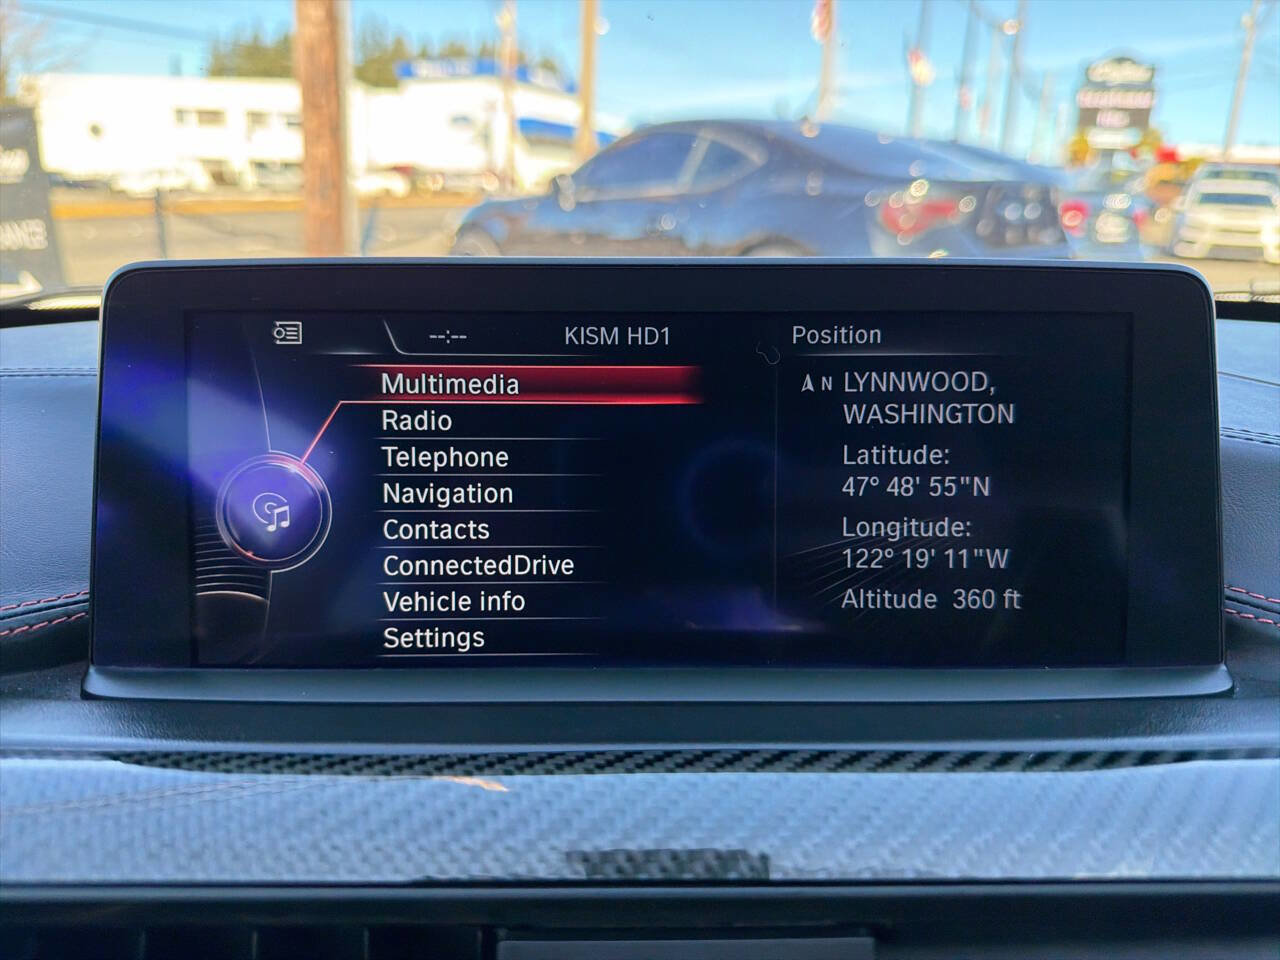 --:--
KISM HD1
Position
Multimedia
Radio
Telephone
Navigation
Contacts
ConnectedDrive
Vehicle info
Settings
N LYNNWOOD,
WASHINGTON
Latitude:
47° 48' 55"N
Longitude:
122° 19' 11"W
Altitude 360 ft